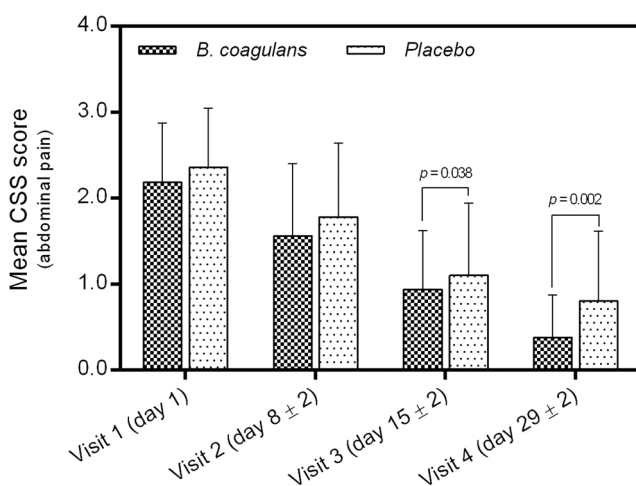 4.0
B. coagulans
Placebo
3.0
p = 0.038
p = 0.002
2.0
1.0
0.0
Mean CSS score
(abdominal pain)
Visit 1 (day 1)
Visit 2 (day 8 ± 2)
Visit 3 (day 15 ± 2)
Visit 4 (day 29 ± 2)